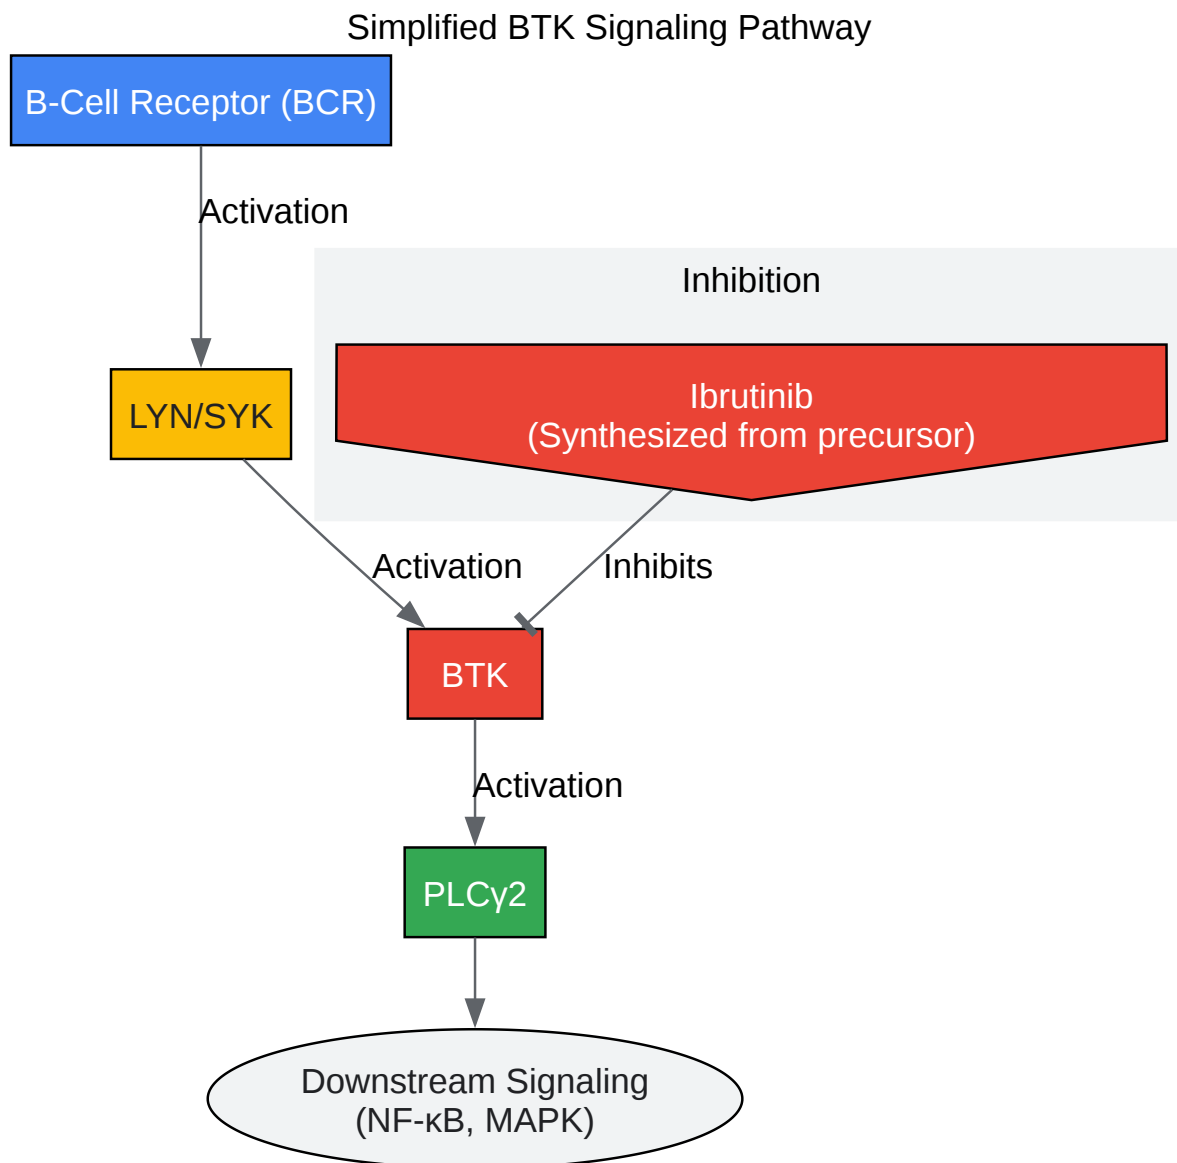 Simplified BTK Signaling Pathway
B-Cell Receptor (BCR)
Activation
Inhibition
LYN/SYK
Ibrutinib
(Synthesized from precursor)
Activation
Inhibits
BTK
Activation
PLCγ2
Downstream Signaling
(NF-κB, MAPK)